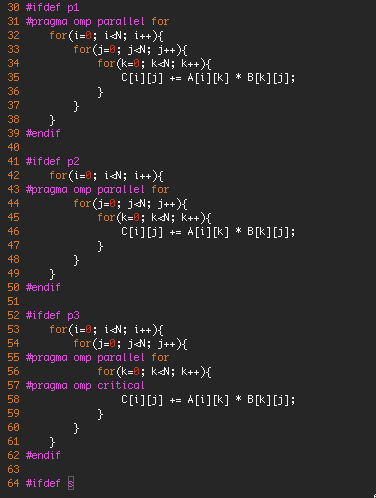 30 #ifdef p1
31 #pragma omp parallel for
32     for(i=0; i<N; i++){
33         for(j=0; j<N; j++){
34             for(k=0; k<N; k++){
35                 C[i][j] += A[i][k] * B[k][j];
36             }
37         }
38     }
39 #endif
40
41 #ifdef p2
42     for(i=0; i<N; i++){
43 #pragma omp parallel for
44         for(j=0; j<N; j++){
45             for(k=0; k<N; k++){
46                 C[i][j] += A[i][k] * B[k][j];
47             }
48         }
49     }
50 #endif
51
52 #ifdef p3
53     for(i=0; i<N; i++){
54         for(j=0; j<N; j++){
55 #pragma omp parallel for
56             for(k=0; k<N; k++){
57 #pragma omp critical
58                 C[i][j] += A[i][k] * B[k][j];
59             }
60         }
61     }
62 #endif
63
64 #ifdef s